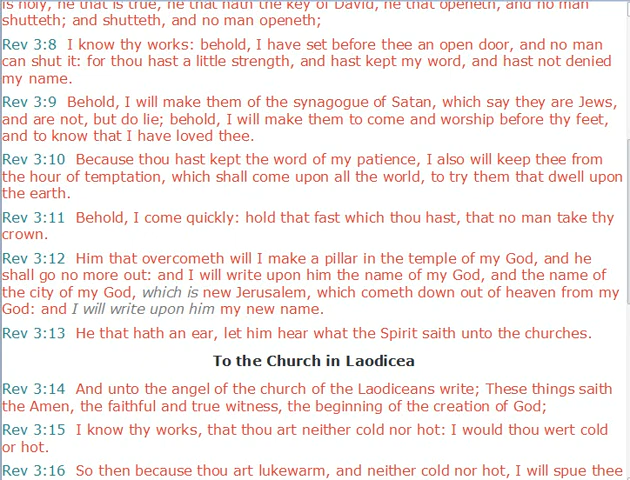 is holy, he that is true, he that hath the key of David, he that openeth, and no man
shutteth; and shutteth, and no man openeth;
Rev 3:8 I know thy works: behold, I have set before thee an open door, and no man
can shut it: for thou hast a little strength, and hast kept my word, and hast not denied
my name.
Rev 3:9 Behold, I will make them of the synagogue of Satan, which say they are Jews,
and are not, but do lie; behold, I will make them to come and worship before thy feet,
and to know that I have loved thee.
Rev 3:10 Because thou hast kept the word of my patience, I also will keep thee from
the hour of temptation, which shall come upon all the world, to try them that dwell upon
the earth.
Rev 3:11 Behold, I come quickly: hold that fast which thou hast, that no man take thy
crown.
Rev 3:12 Him that overcometh will I make a pillar in the temple of my God, and he
shall go no more out: and I will write upon him the name of my God, and the name of
the city of my God, which is new Jerusalem, which cometh down out of heaven from my
God: and I will write upon him my new name.
Rev 3:13 He that hath an ear, let him hear what the Spirit saith unto the churches.
To the Church in Laodicea
Rev 3:14 And unto the angel of the church of the Laodiceans write; These things saith
the Amen, the faithful and true witness, the beginning of the creation of God;
Rev 3:15 I know thy works, that thou art neither cold nor hot: I would thou wert cold
or hot.
Rev 3:16 So then because thou art lukewarm, and neither cold nor hot, I will spue thee